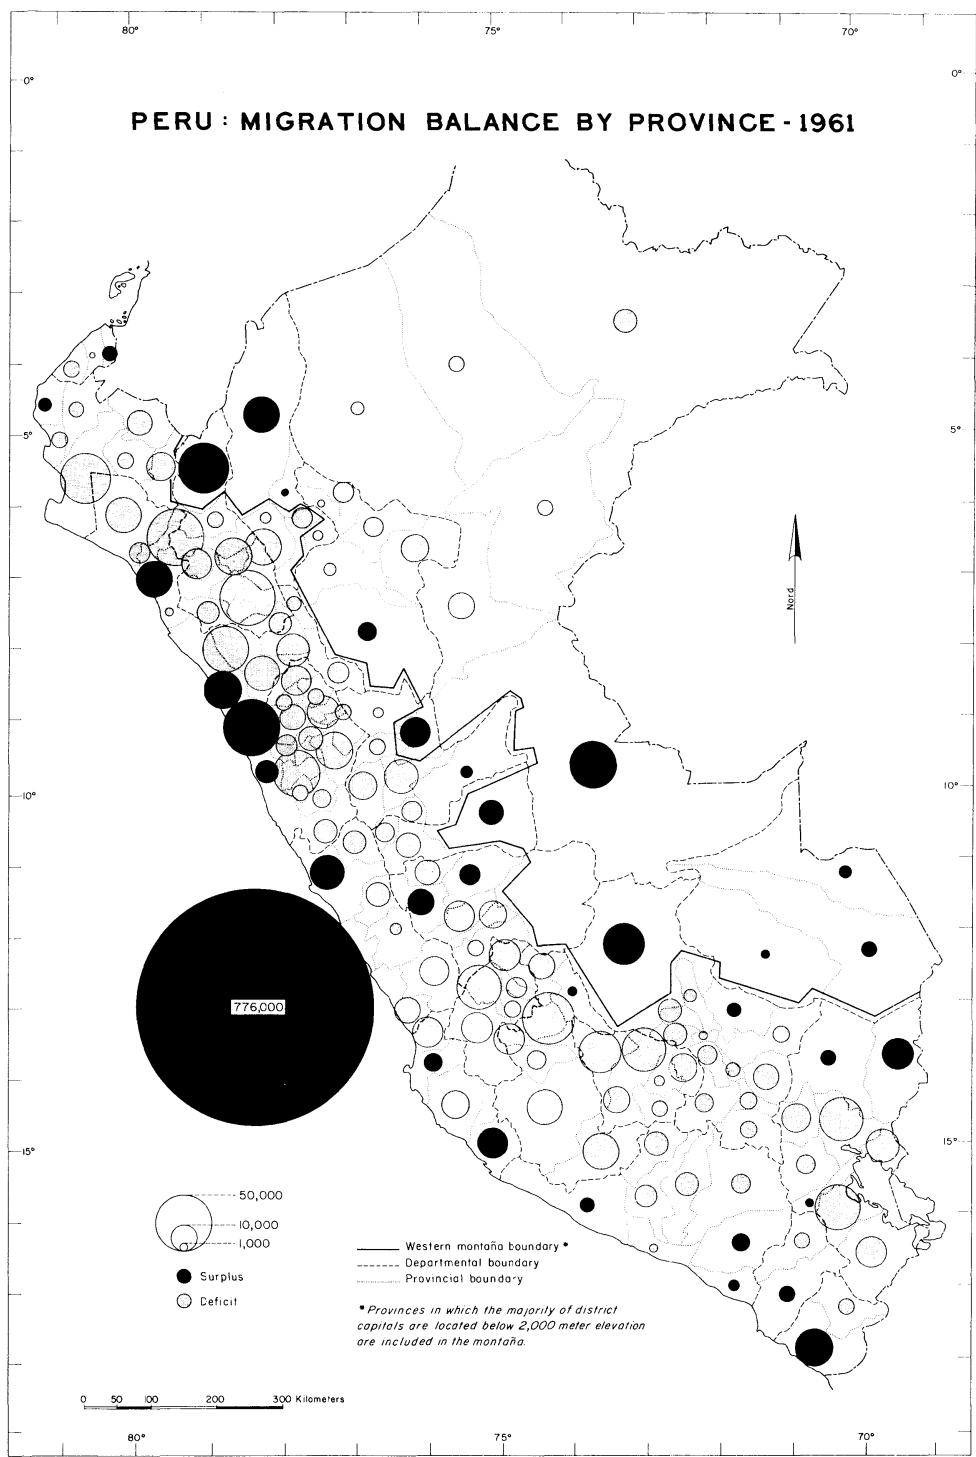 80° 75° 70°
0° 0°
PERU : MIGRATION BALANCE BY PROVINCE - 1961
5° 5°
Nord
10° 10°
776,000
15° 15°
50,000
10,000
1,000
Surplus
Deficit
Western montaña boundary *
Departmental boundary
Provincial boundary
* Provinces in which the majority of district
capitals are located below 2,000 meter elevation
are included in the montaña.
0 50 100 200 300 Kilometers
80° 75° 70°